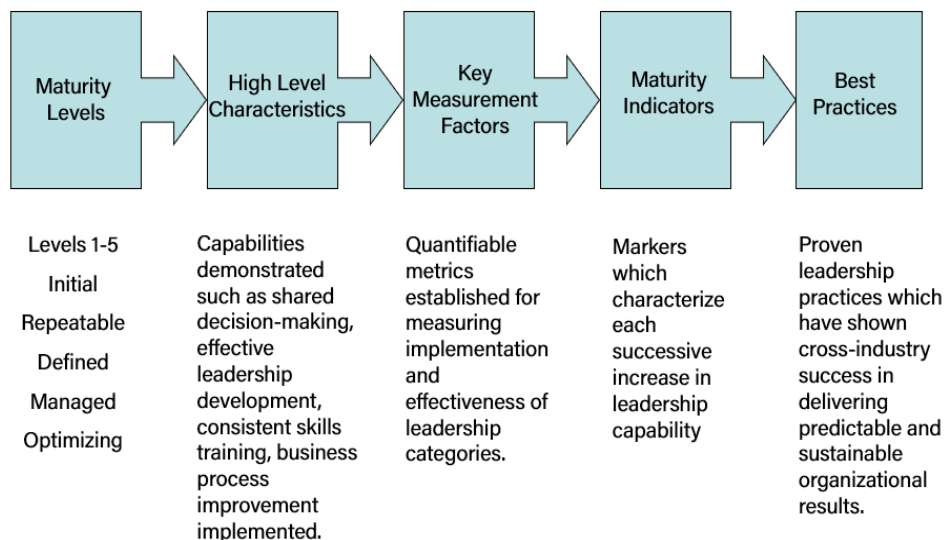 Maturity
Levels
High Level
Characteristics
Key
Measurement
Factors
Maturity
Indicators
Best
Practices
Levels 1-5
Initial
Repeatable
Defined
Managed
Optimizing
Capabilities
demonstrated
such as shared
decision-making,
effective
leadership
development,
consistent skills
training, business
process
improvement
implemented.
Quantifiable
metrics
established for
measuring
implementation
and
effectiveness of
leadership
categories.
Markers
which
characterize
each
successive
increase in
leadership
capability
Proven
leadership
practices which
have shown
cross-industry
success in
delivering
predictable and
sustainable
organizational
results.